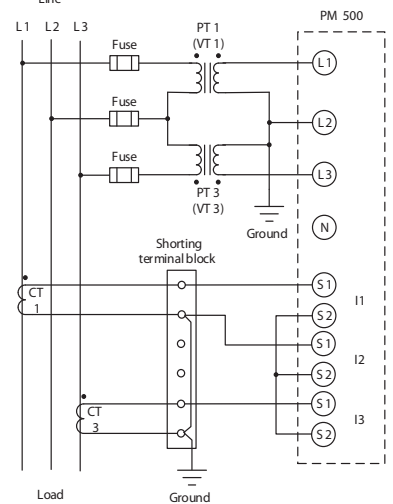 Line
PM 500
L1 L2 L3
PT 1
(VT 1)
Fuse
L1
Fuse
L2
Fuse
L3
PT 3
(VT 3)
Ground
N
Shorting
terminal block
S1
CT
1
I1
S2
S1
I2
S2
S1
CT
3
I3
S2
Load
Ground